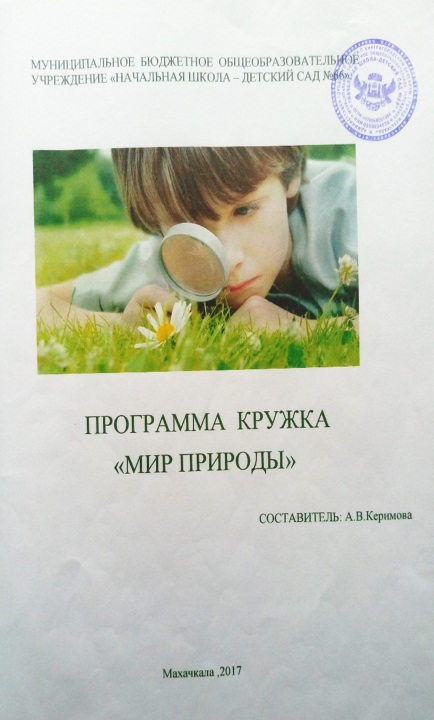 МУНИЦИПАЛЬНОЕ БЮДЖЕТНОЕ ОБЩЕОБРАЗОВАТЕЛЬНОЕ
УЧРЕЖДЕНИЕ «НАЧАЛЬНАЯ ШКОЛА – ДЕТСКИЙ САД №66»
ПРОГРАММА КРУЖКА
«МИР ПРИРОДЫ»
СОСТАВИТЕЛЬ: А.В.Керимова
Махачкала ,2017